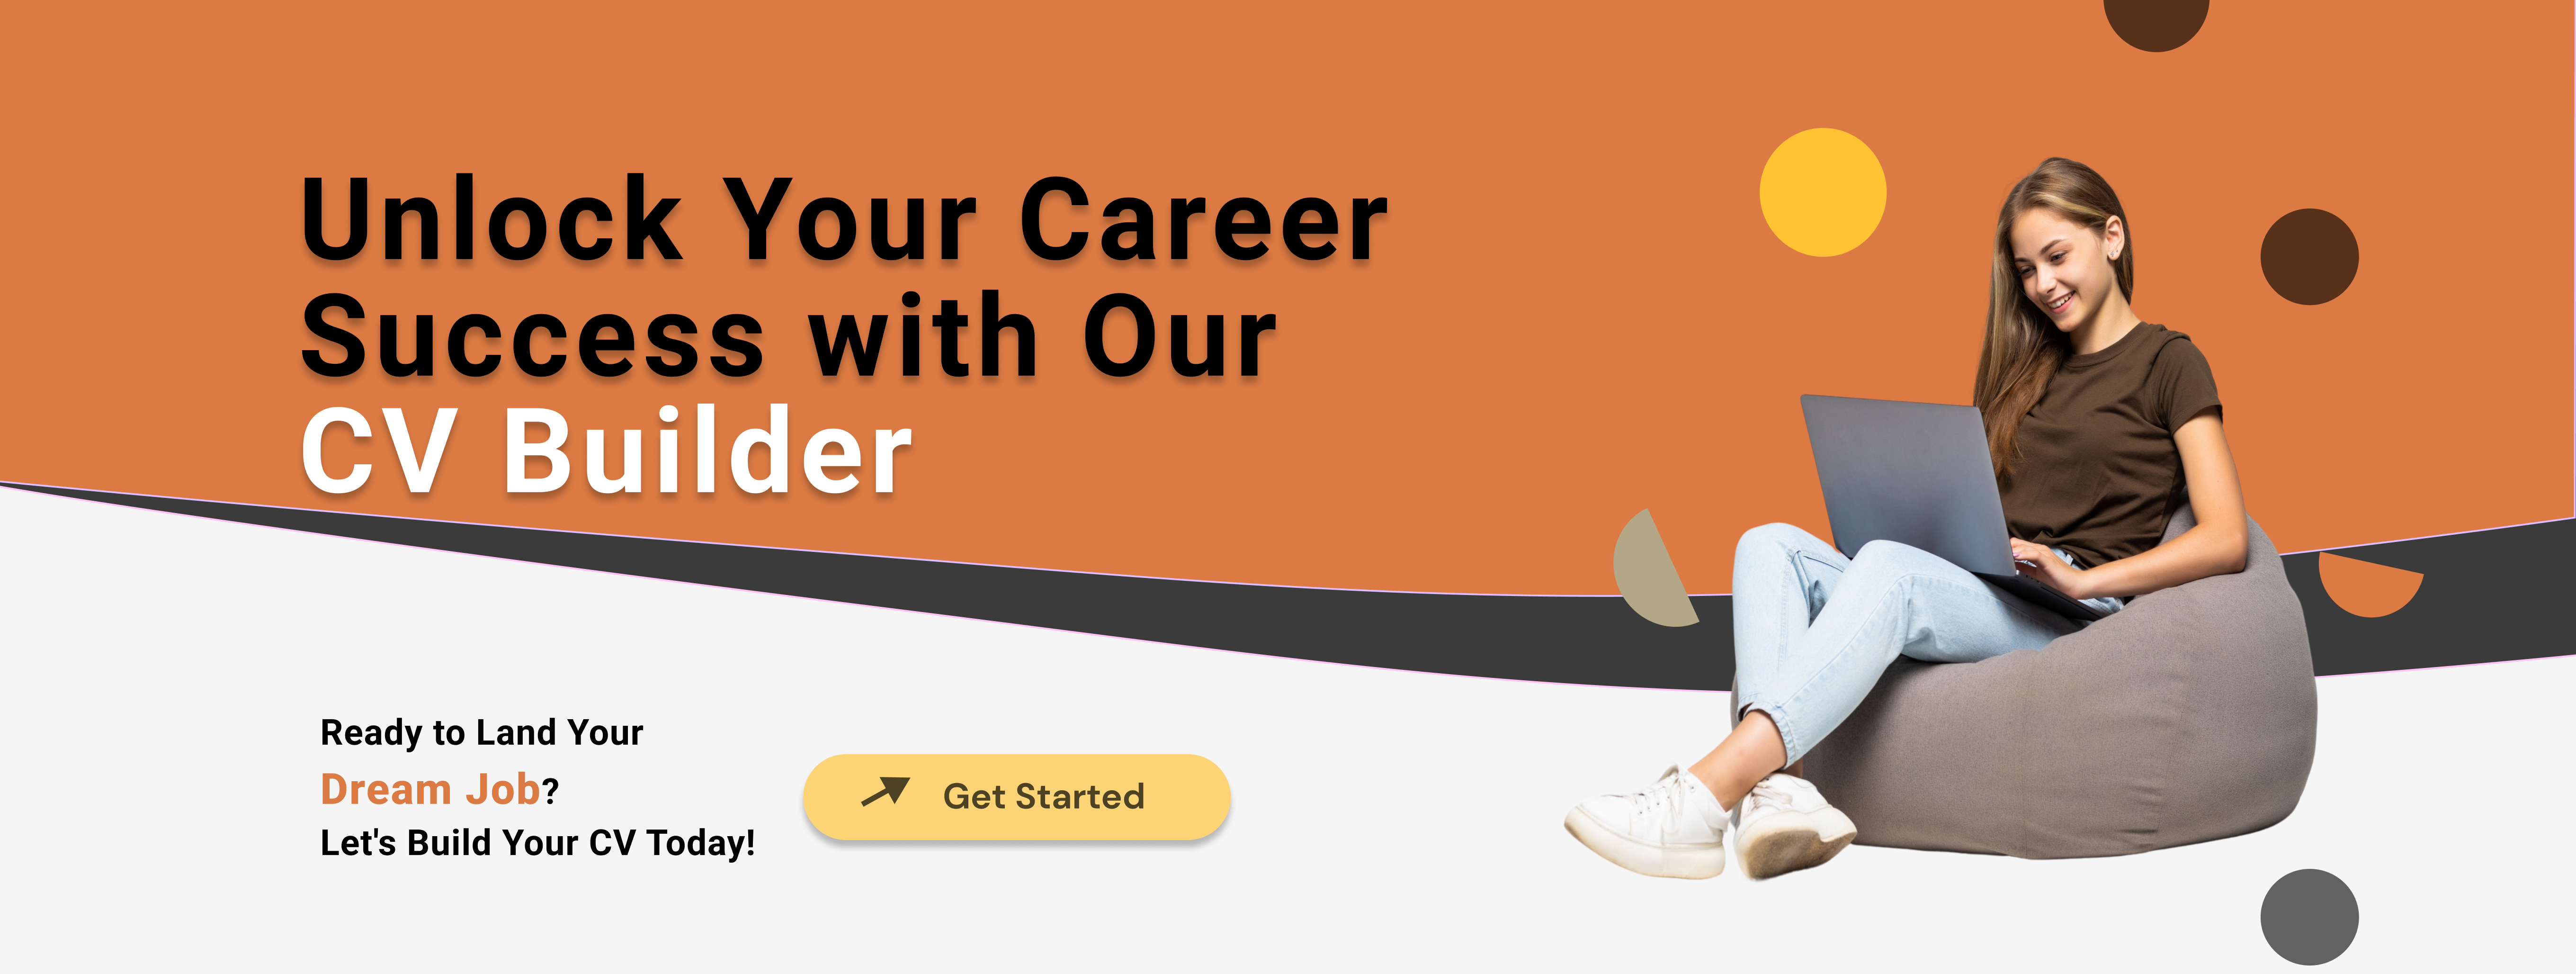 Unlock Your Career
Success with Our
CV Builder
Ready to Land Your
Dream Job?
Let's Build Your CV Today!
Get Started